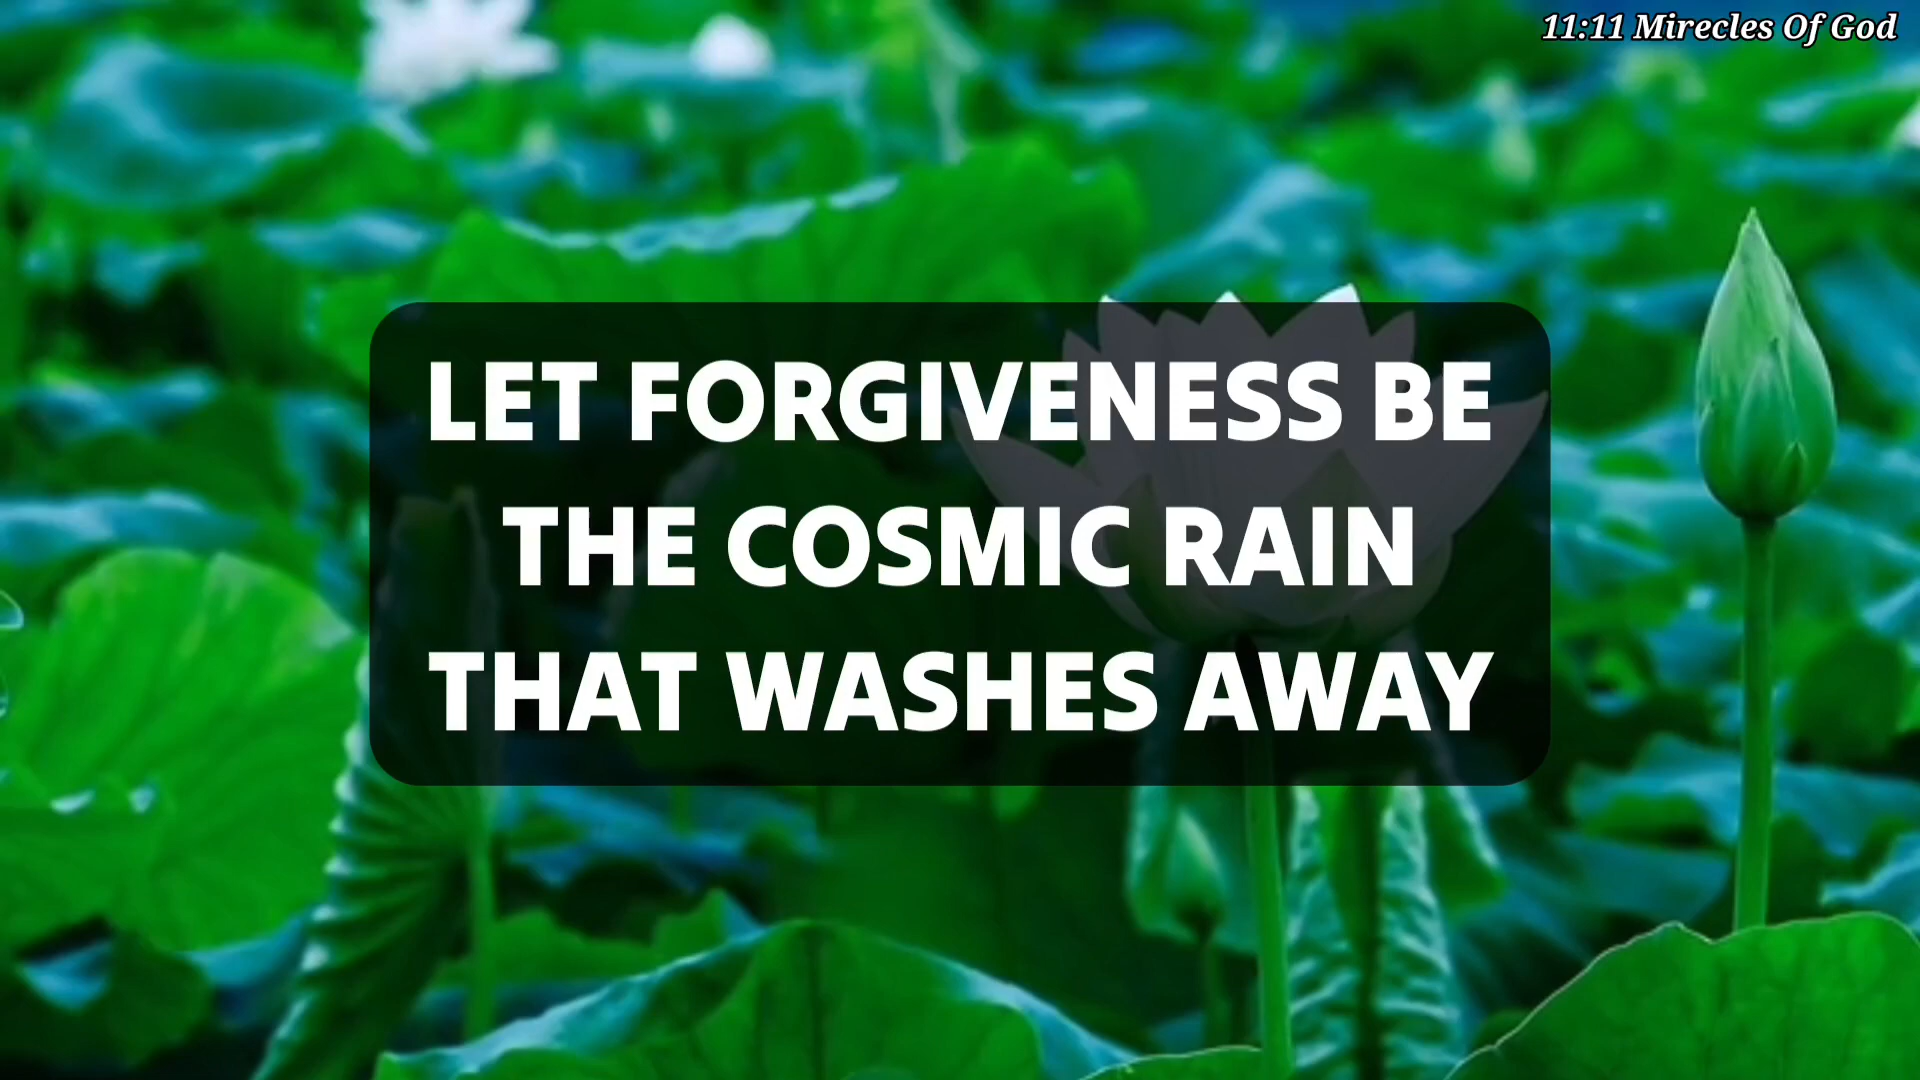 11:11 Mirecles Of God
LET FORGIVENESS BE
THE COSMIC RAIN
THAT WASHES AWAY